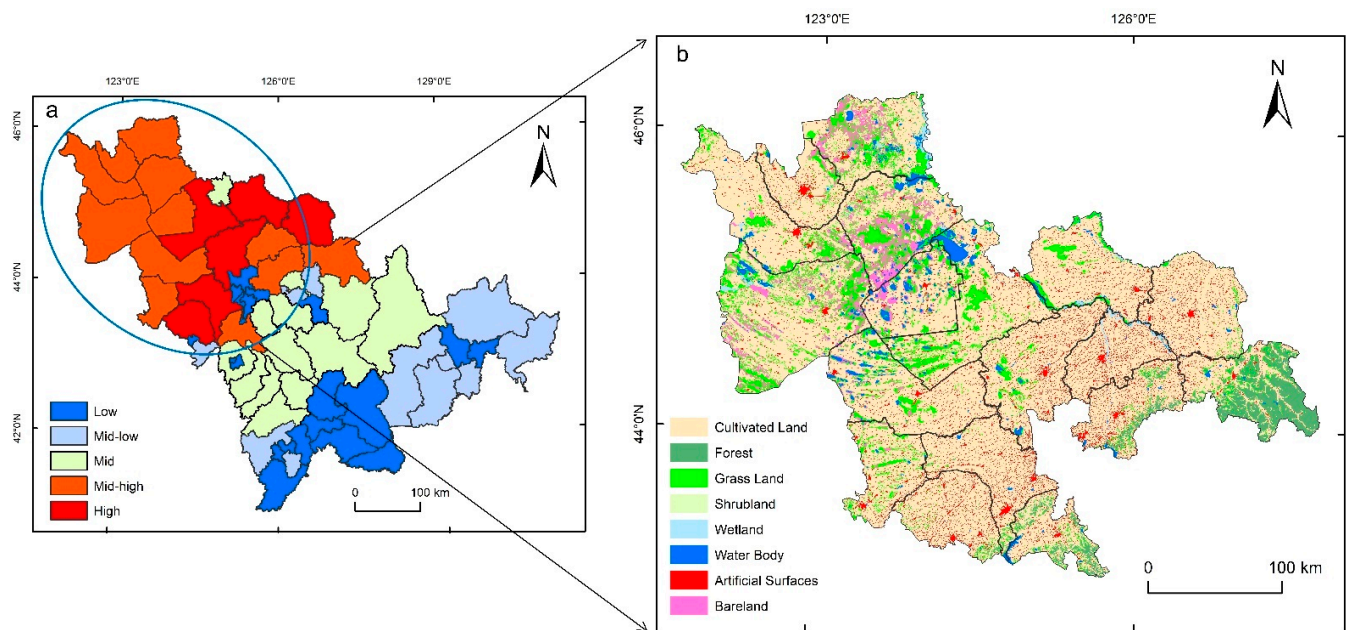 a
123°0'E
126°0'E
129°0'E
46°0'N
44°0'N
42°0'N
N
Low
Mid-low
Mid
Mid-high
High
0
100 km
b
123°0'E
126°0'E
46°0'N
44°0'N
N
Cultivated Land
Forest
Grass Land
Shrubland
Wetland
Water Body
Artificial Surfaces
Bareland
0
100 km